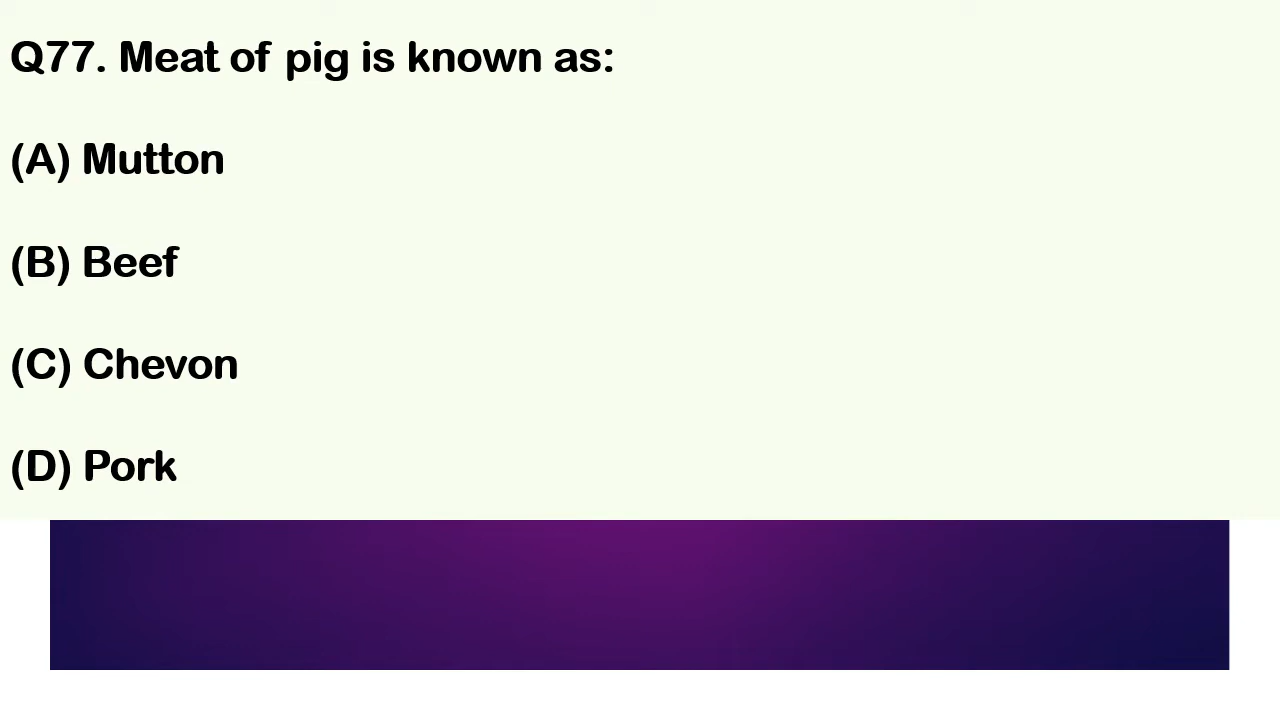 Q77. Meat of pig is known as:
(A) Mutton
(B) Beef
(C) Chevon
(D) Pork